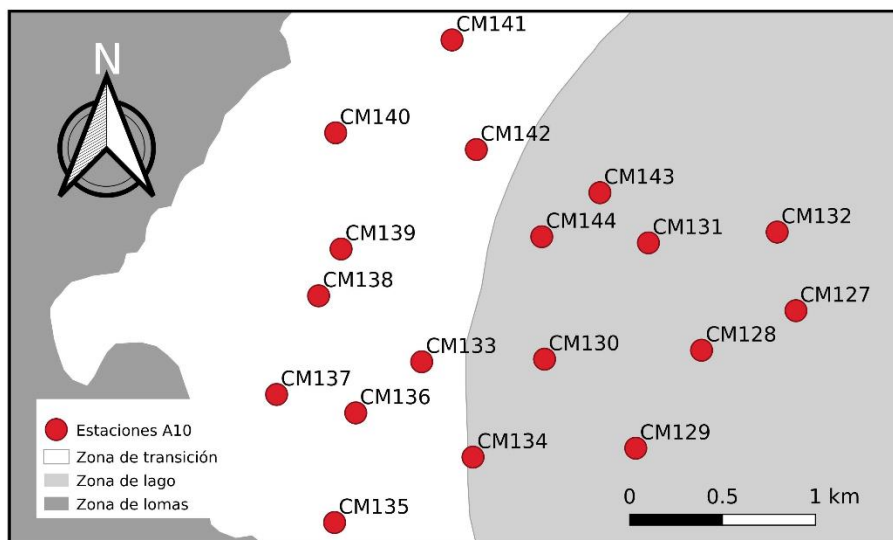 N
CM141
CM140
CM142
CM143
CM144
CM131
CM132
CM139
CM138
CM127
CM133
CM130
CM128
CM137
CM136
CM134
CM129
CM135
Estaciones A10
Zona de transición
Zona de lago
Zona de lomas
0 0.5 1 km